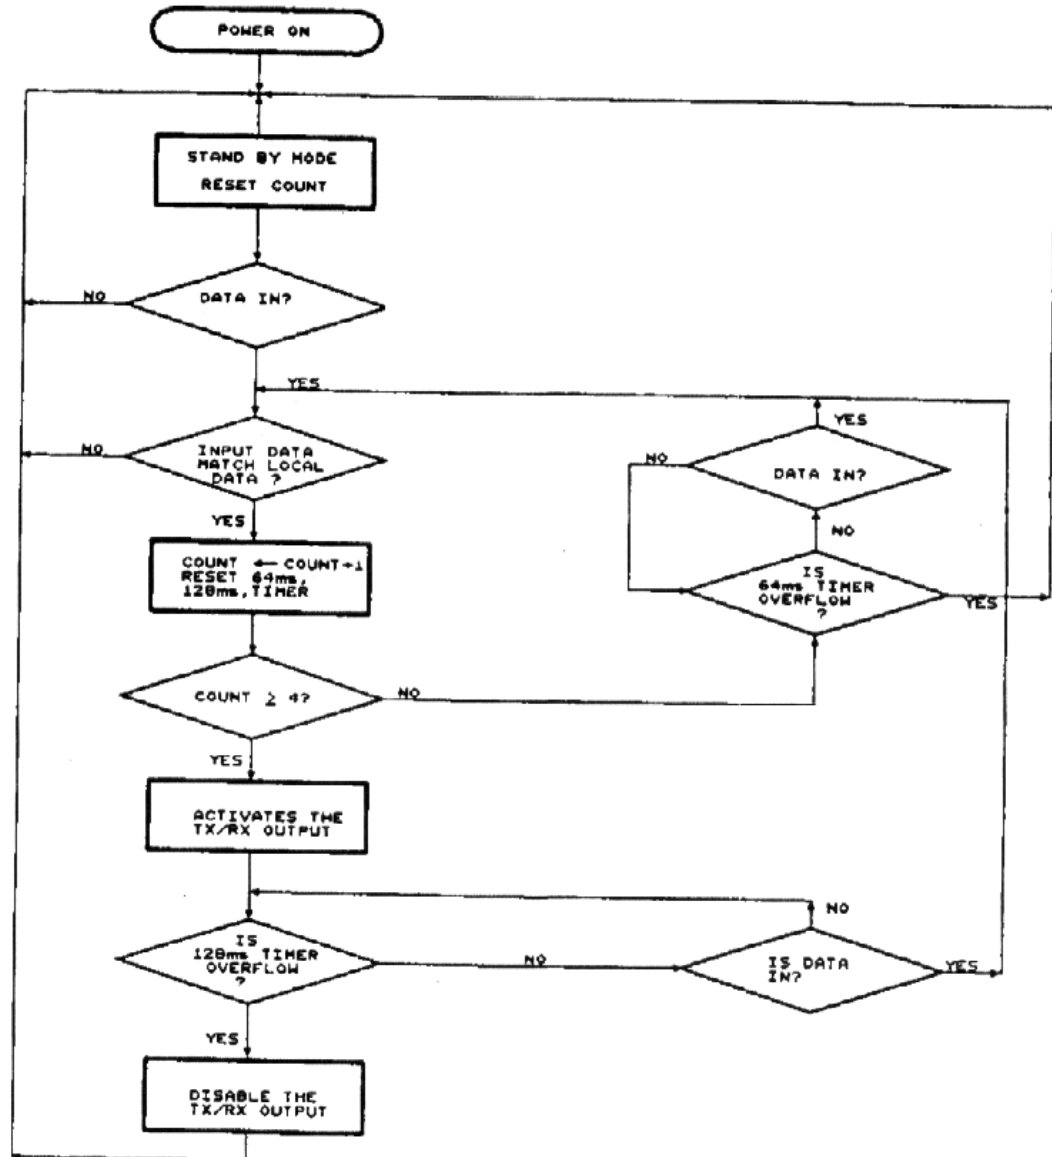 POWER ON
STAND BY MODE
RESET COUNT
DATA IN?
NO
YES
INPUT DATA
MATCH LOCAL
DATA ?
NO
YES
DATA IN?
NO
YES
COUNT ← COUNT+1
RESET 64ms,
128ms,TIMER
IS
64ms TIMER
OVERFLOW
?
NO
YES
COUNT ≥ 4?
NO
YES
ACTIVATES THE
TX/RX OUTPUT
IS
128ms TIMER
OVERFLOW
?
NO
IS DATA
IN?
NO
YES
YES
DISABLE THE
TX/RX OUTPUT